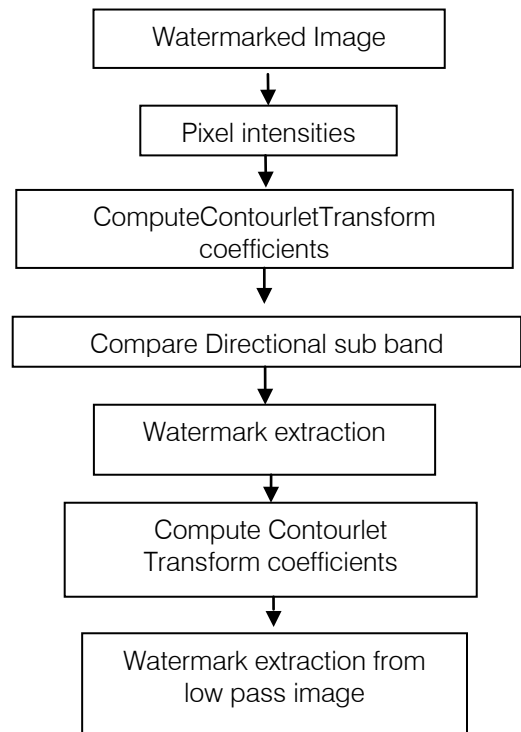 Watermarked Image
Pixel intensities
ComputeContourletTransform
coefficients
Compare Directional sub band
Watermark extraction
Compute Contourlet
Transform coefficients
Watermark extraction from
low pass image